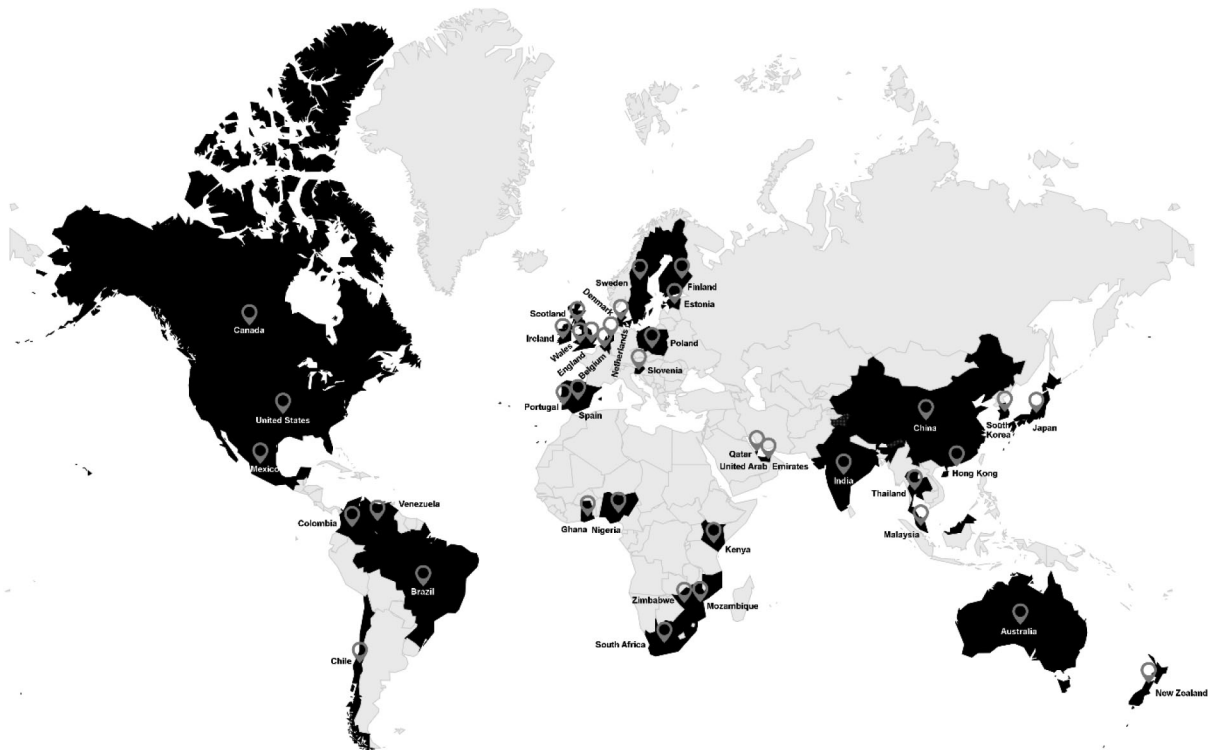 Canada
United States
Mexico
Venezuela
Colombia
Brazil
Chile
Sweden
Finland
Estonia
Denmark
Scotland
Ireland
Wales
England
Belgium
Netherlands
Poland
Slovenia
Portugal
Spain
Qatar
United Arab Emirates
Ghana
Nigeria
Kenya
Zimbabwe
Mozambique
South Africa
China
South
Korea
Japan
Hong Kong
India
Thailand
Malaysia
Australia
New Zealand